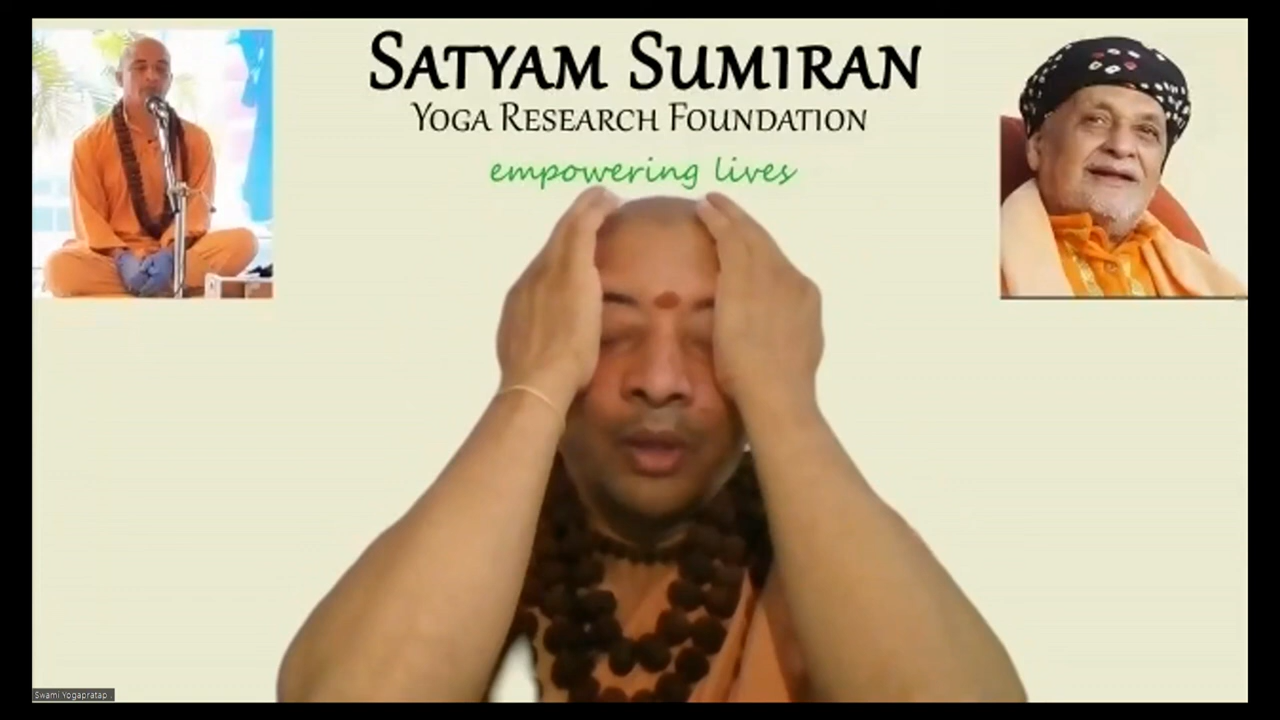 SATYAM SUMIRAN
YOGA RESEARCH FOUNDATION
empowering lives
Swami Yogapratap .